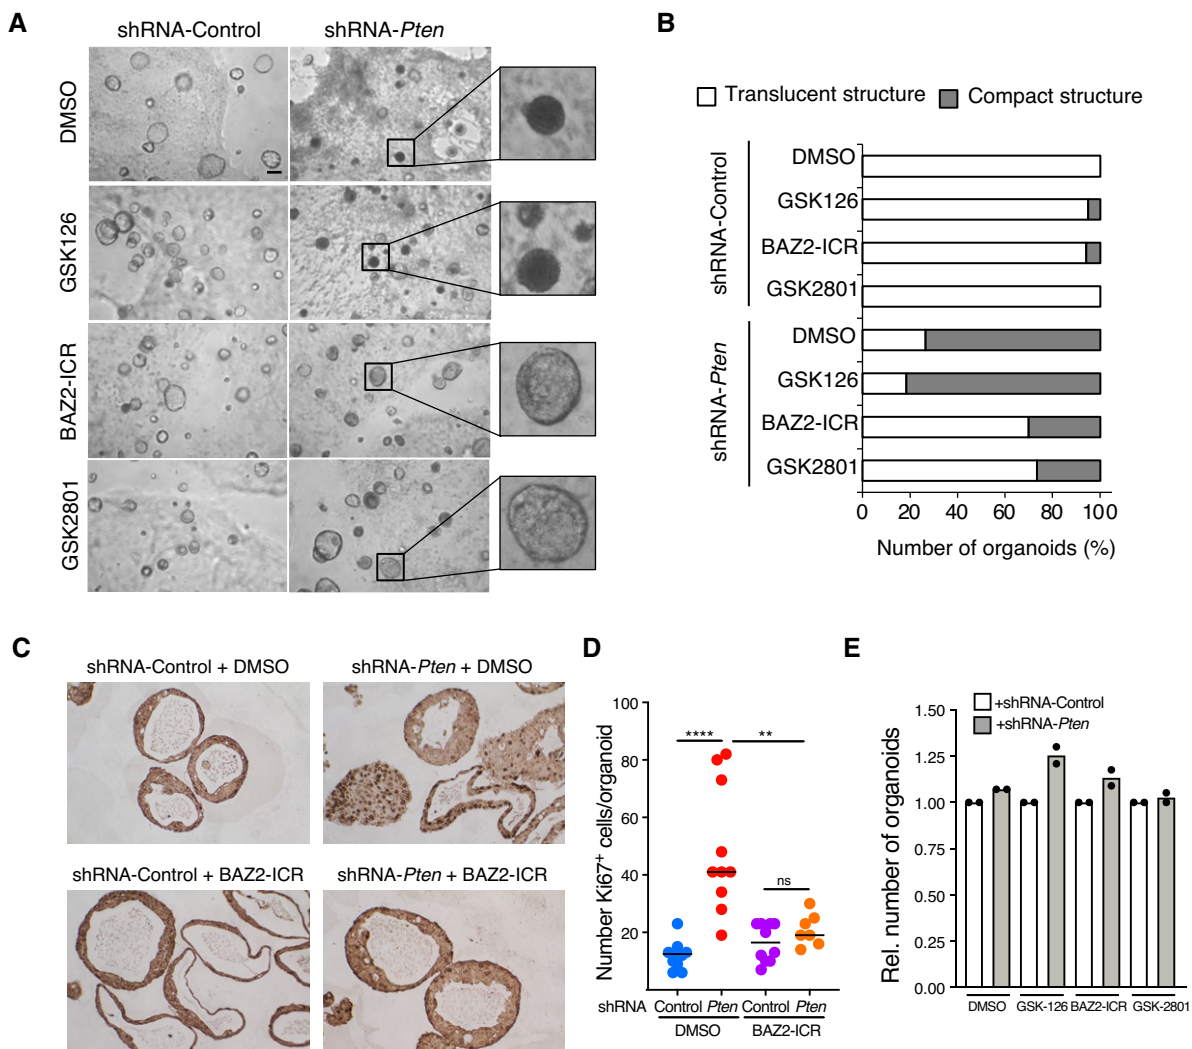 A
shRNA-Control
shRNA-Pten
DMSO
GSK126
BAZ2-ICR
GSK2801
B
Translucent structure
Compact structure
shRNA-Control
DMSO
GSK126
BAZ2-ICR
GSK2801
shRNA-Pten
DMSO
GSK126
BAZ2-ICR
GSK2801
0 20 40 60 80 100
Number of organoids (%)
C
shRNA-Control + DMSO
shRNA-Pten + DMSO
shRNA-Control + BAZ2-ICR
shRNA-Pten + BAZ2-ICR
D
Number Ki67+ cells/organoid
100
80
60
40
20
****
**
ns
shRNA Control Pten Control Pten
DMSO BAZ2-ICR
E
+shRNA-Control
+shRNA-Pten
Rel. number of organoids
1.50
1.25
1.00
0.75
0.50
0.25
0.00
DMSO GSK-126 BAZ2-ICR GSK-2801